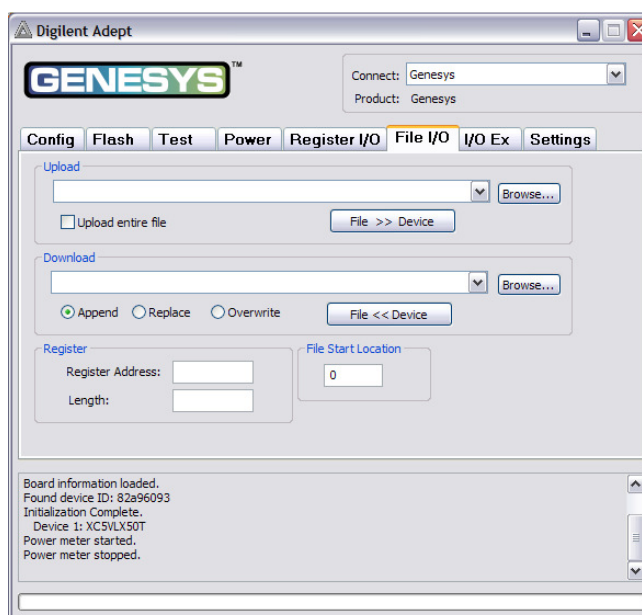 Digilent Adept
GENESYS™
Connect: Genesys
Product: Genesys
Config Flash Test Power Register I/O File I/O I/O Ex Settings
Upload
Browse...
Upload entire file
File >> Device
Download
Browse...
Append Replace Overwrite
File << Device
Register
File Start Location
Register Address:
0
Length:
Board information loaded.
Found device ID: 82a96093
Initialization Complete.
Device 1: XC5VLX50T
Power meter started.
Power meter stopped.